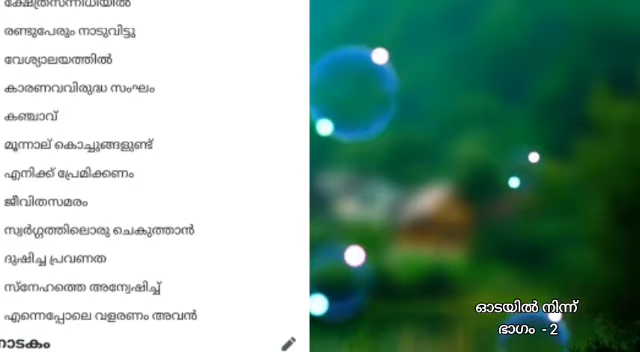 ക്ഷേത്രസന്നിധിയിൽ
രണ്ടുപേരും നാടുവിട്ടു
വേശ്യാലയത്തിൽ
കാരണവവിരുദ്ധ സംഘം
കഞ്ചാവ്
മൂന്നാല് കൊച്ചുങ്ങളുണ്ട്
എനിക്ക് പ്രേമിക്കണം
ജീവിതസമരം
സ്വർഗ്ഗത്തിലൊരു ചെകുത്താൻ
ദുഷിച്ച പ്രവണത
സ്നേഹത്തെ അന്വേഷിച്ച്
എന്നെപ്പോലെ വളരണം അവൻ
നാടകം
ഓടയിൽ നിന്ന്
ഭാഗം - 2